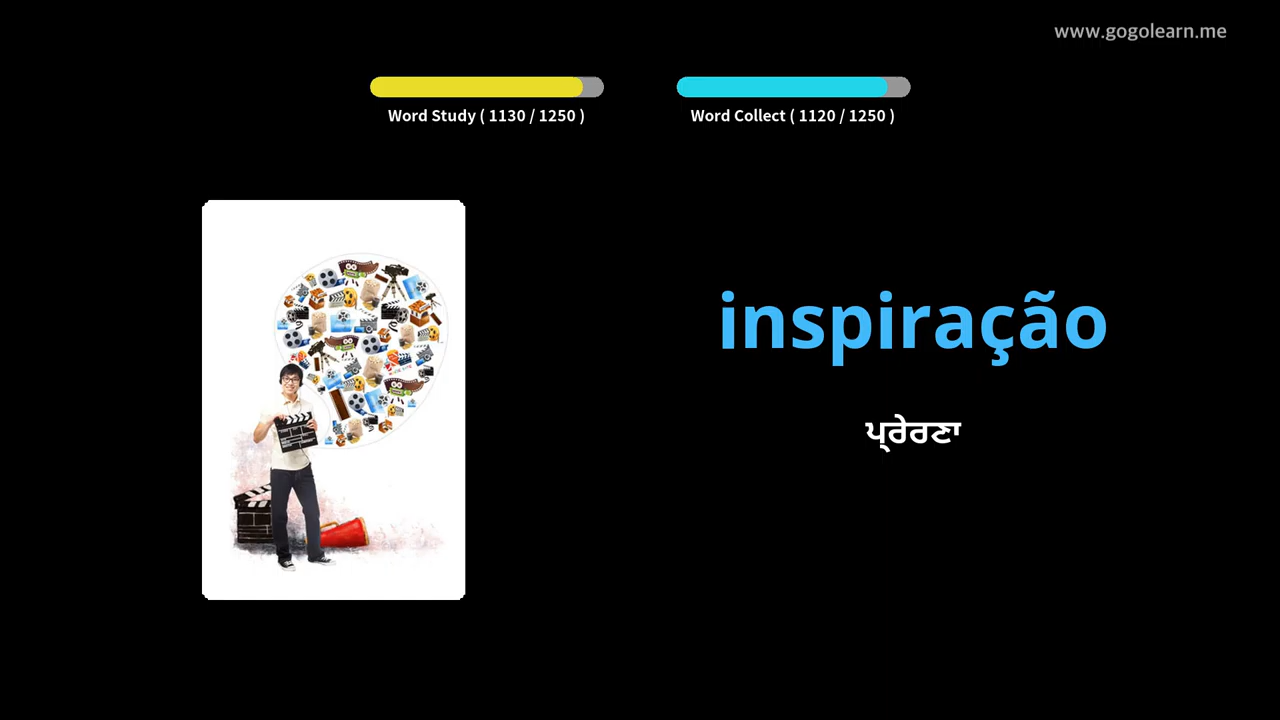 www.gogolearn.me
Word Study ( 1130 / 1250 )
Word Collect ( 1120 / 1250 )
inspiração
ਪ੍ਰੇਰਣਾ